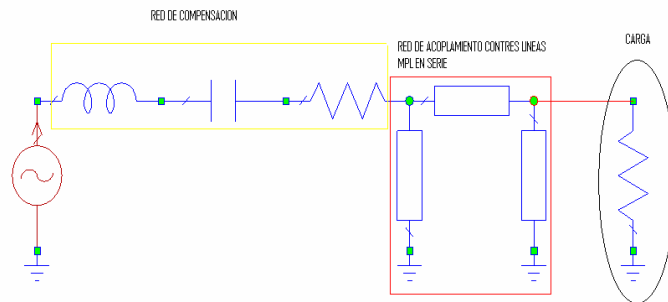 RED DE COMPENSACION
RED DE ACOPLAMIENTO CONTRES LINEAS
MPL EN SERIE
CARGA